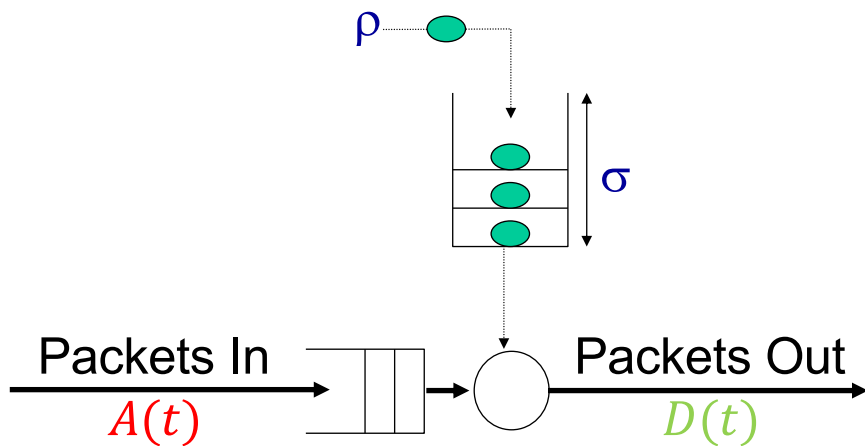 ρ
σ
Packets In
Packets Out
A(t)
D(t)